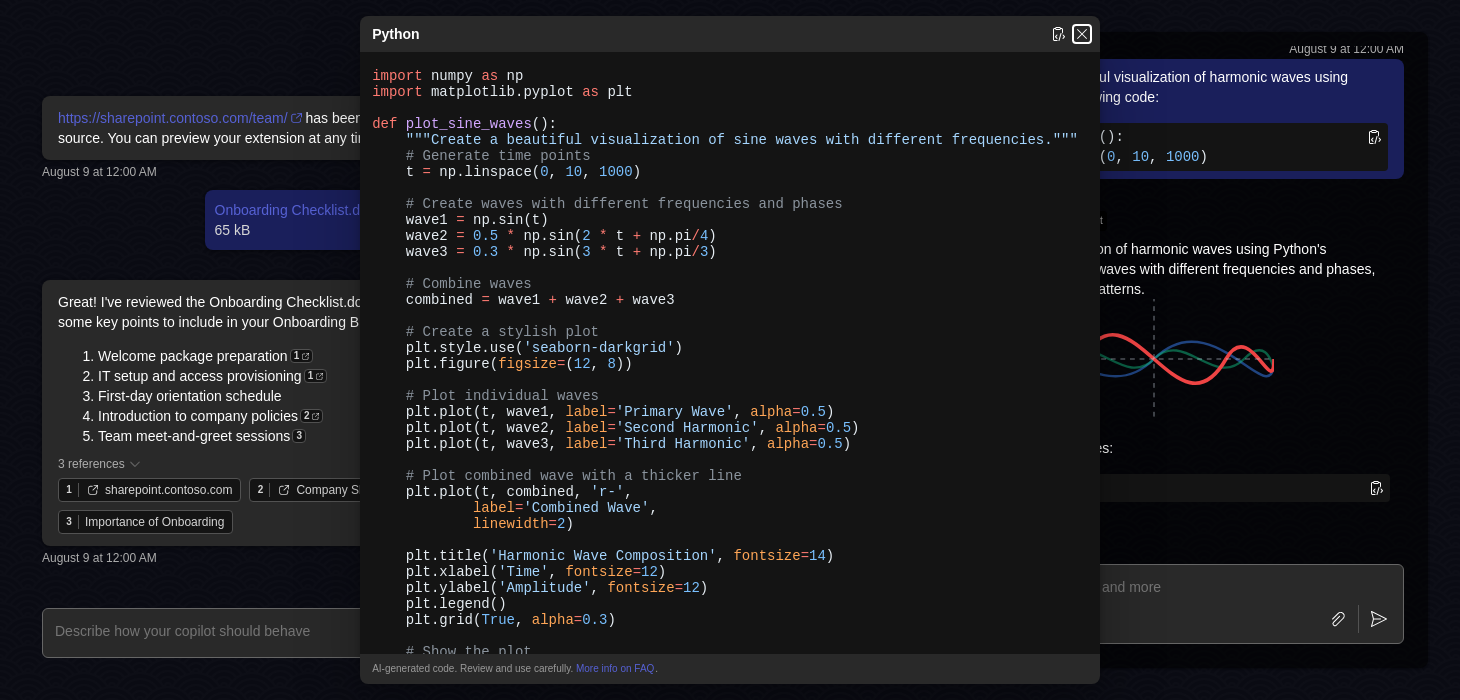 https://sharepoint.contoso.com/team/ has been
source. You can preview your extension at any ti
August 9 at 12:00 AM
Onboarding Checklist.d
65 kB
Great! I've reviewed the Onboarding Checklist.do
some key points to include in your Onboarding B
1. Welcome package preparation 1
2. IT setup and access provisioning 1
3. First-day orientation schedule
4. Introduction to company policies 2
5. Team meet-and-greet sessions 3
3 references
1 sharepoint.contoso.com
2 Company Si
3 Importance of Onboarding
August 9 at 12:00 AM
Describe how your copilot should behave
Python
import numpy as np
import matplotlib.pyplot as plt
def plot_sine_waves():
    """Create a beautiful visualization of sine waves with different frequencies."""
    # Generate time points
    t = np.linspace(0, 10, 1000)
    # Create waves with different frequencies and phases
    wave1 = np.sin(t)
    wave2 = 0.5 * np.sin(2 * t + np.pi/4)
    wave3 = 0.3 * np.sin(3 * t + np.pi/3)
    # Combine waves
    combined = wave1 + wave2 + wave3
    # Create a stylish plot
    plt.style.use('seaborn-darkgrid')
    plt.figure(figsize=(12, 8))
    # Plot individual waves
    plt.plot(t, wave1, label='Primary Wave', alpha=0.5)
    plt.plot(t, wave2, label='Second Harmonic', alpha=0.5)
    plt.plot(t, wave3, label='Third Harmonic', alpha=0.5)
    # Plot combined wave with a thicker line
    plt.plot(t, combined, 'r-',
            label='Combined Wave',
            linewidth=2)
    plt.title('Harmonic Wave Composition', fontsize=14)
    plt.xlabel('Time', fontsize=12)
    plt.ylabel('Amplitude', fontsize=12)
    plt.legend()
    plt.grid(True, alpha=0.3)
    # Show the plot
AI-generated code. Review and use carefully. More info on FAQ.
August 9 at 12:00 AM
ul visualization of harmonic waves using
ving code:
():
(0, 10, 1000)
t
on of harmonic waves using Python's
waves with different frequencies and phases,
atterns.
es:
and more